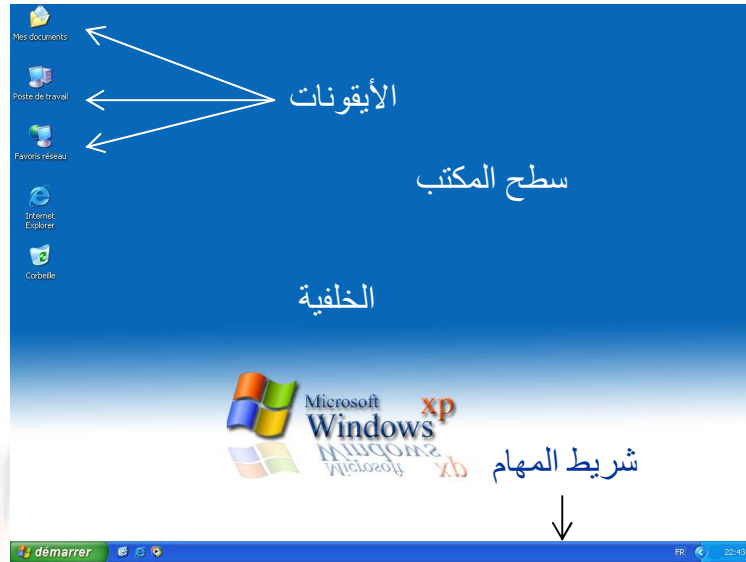 Mes documents
Poste de travail
Favoris réseau
Internet
Explorer
Corbeille
الأيقونات
سطح المكتب
الخلفية
Microsoft
Windows xp
شريط المهام
démarrer
FR
22:43